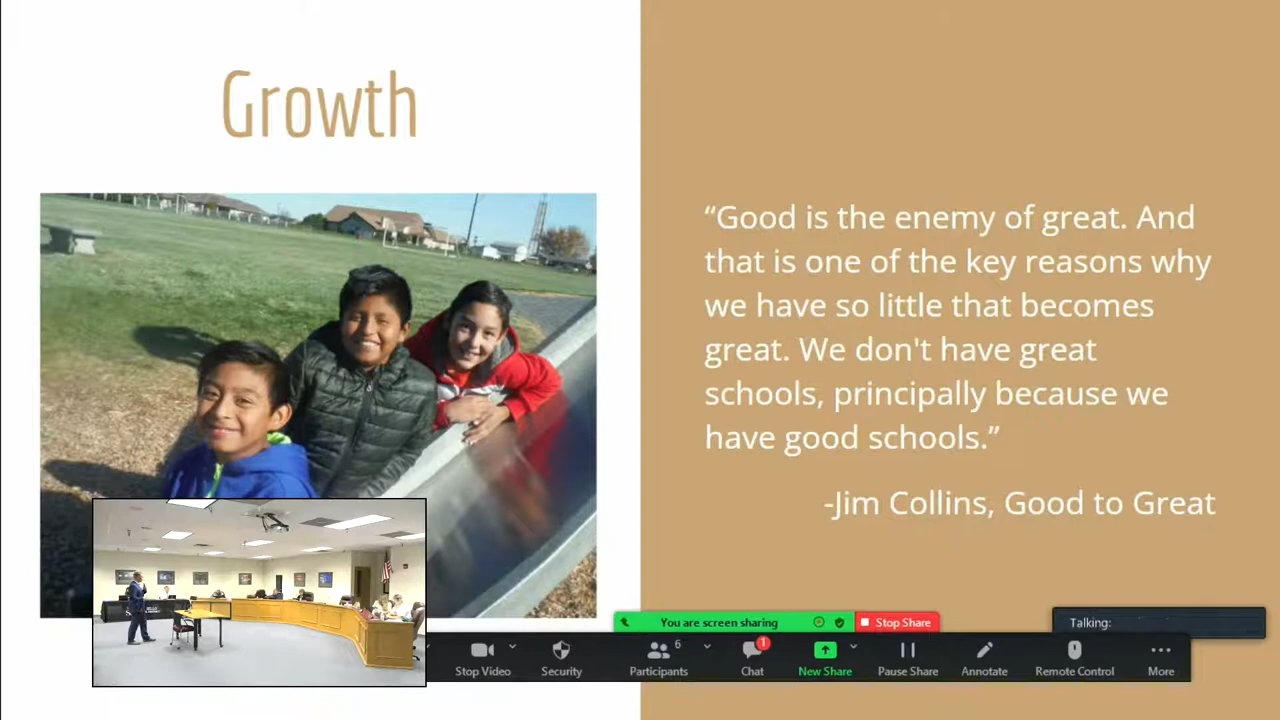 Growth
“Good is the enemy of great. And
that is one of the key reasons why
we have so little that becomes
great. We don't have great
schools, principally because we
have good schools.”
-Jim Collins, Good to Great
You are screen sharing
Stop Share
Talking:
Stop Video
Security
Participants
6
Chat
1
New Share
Pause Share
Annotate
Remote Control
More